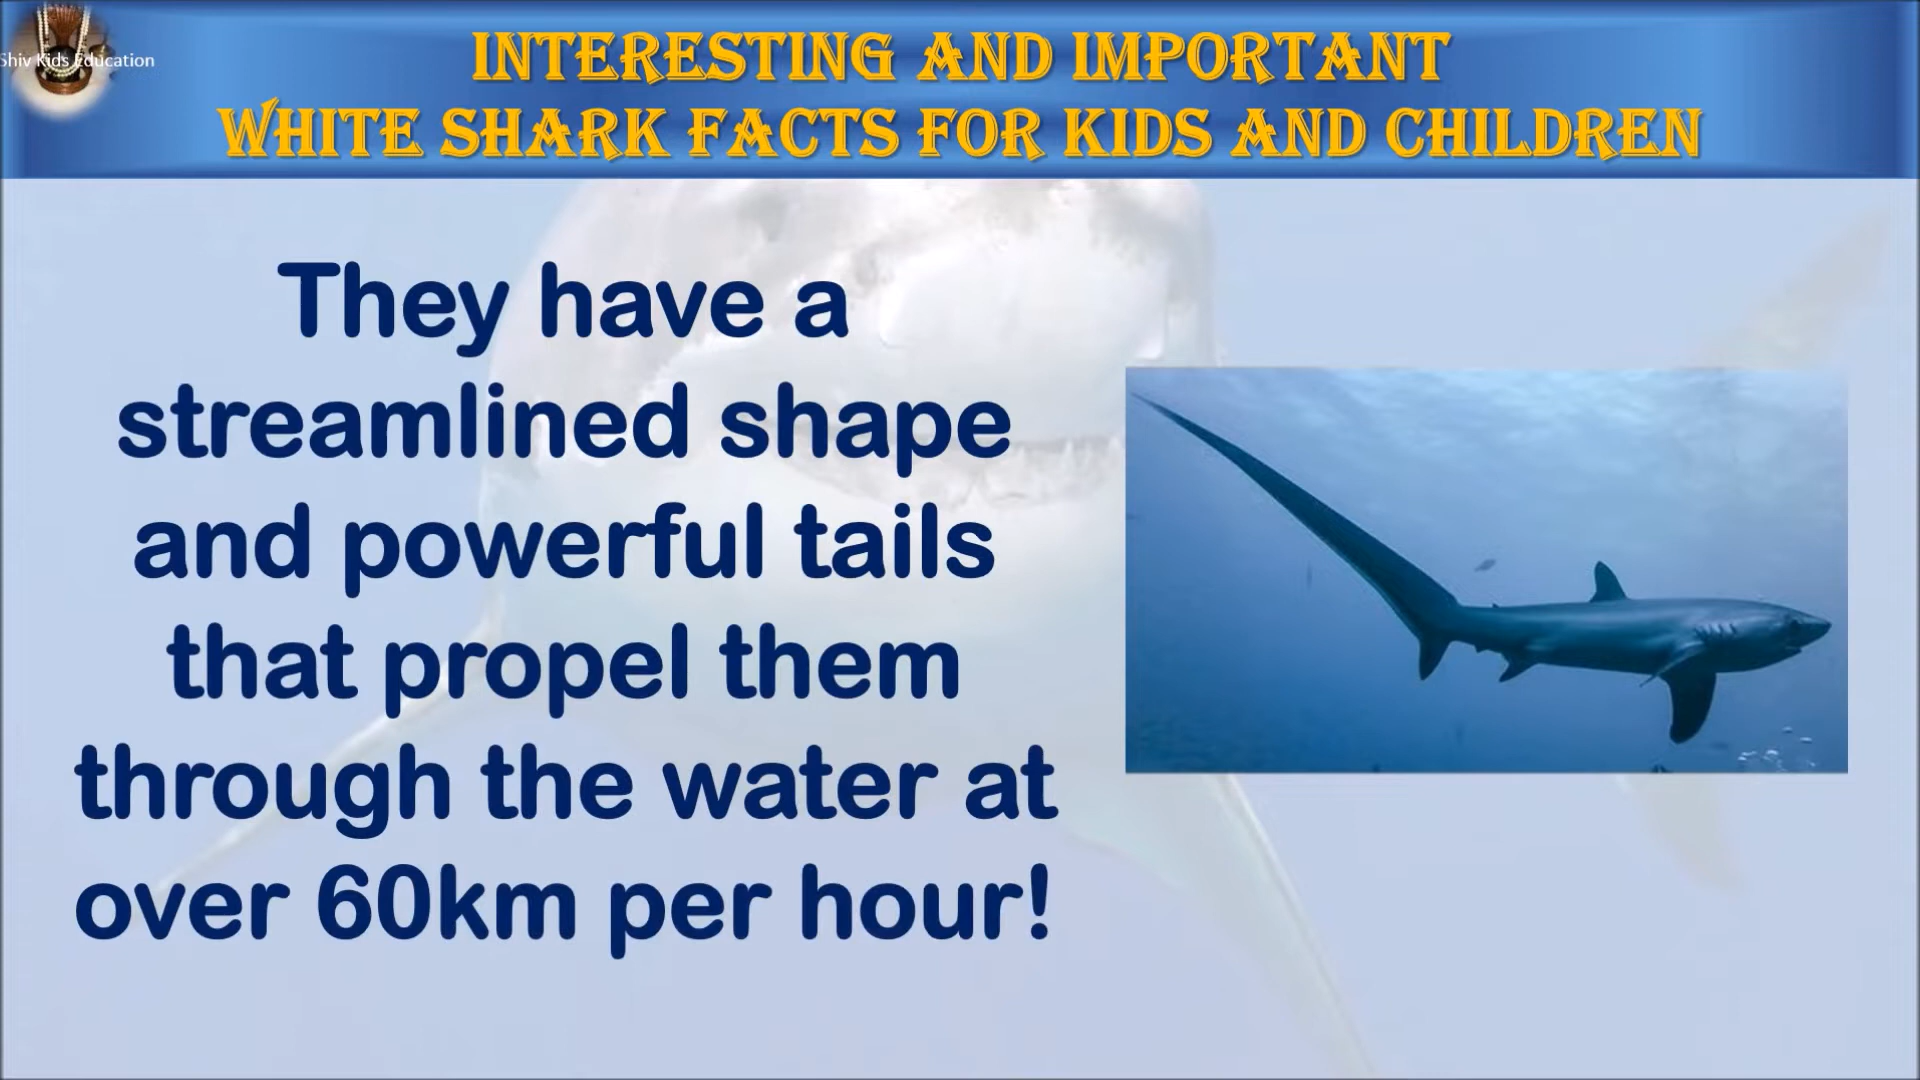 Shiv Kids Education
INTERESTING AND IMPORTANT
WHITE SHARK FACTS FOR KIDS AND CHILDREN
They have a
streamlined shape
and powerful tails
that propel them
through the water at
over 60km per hour!